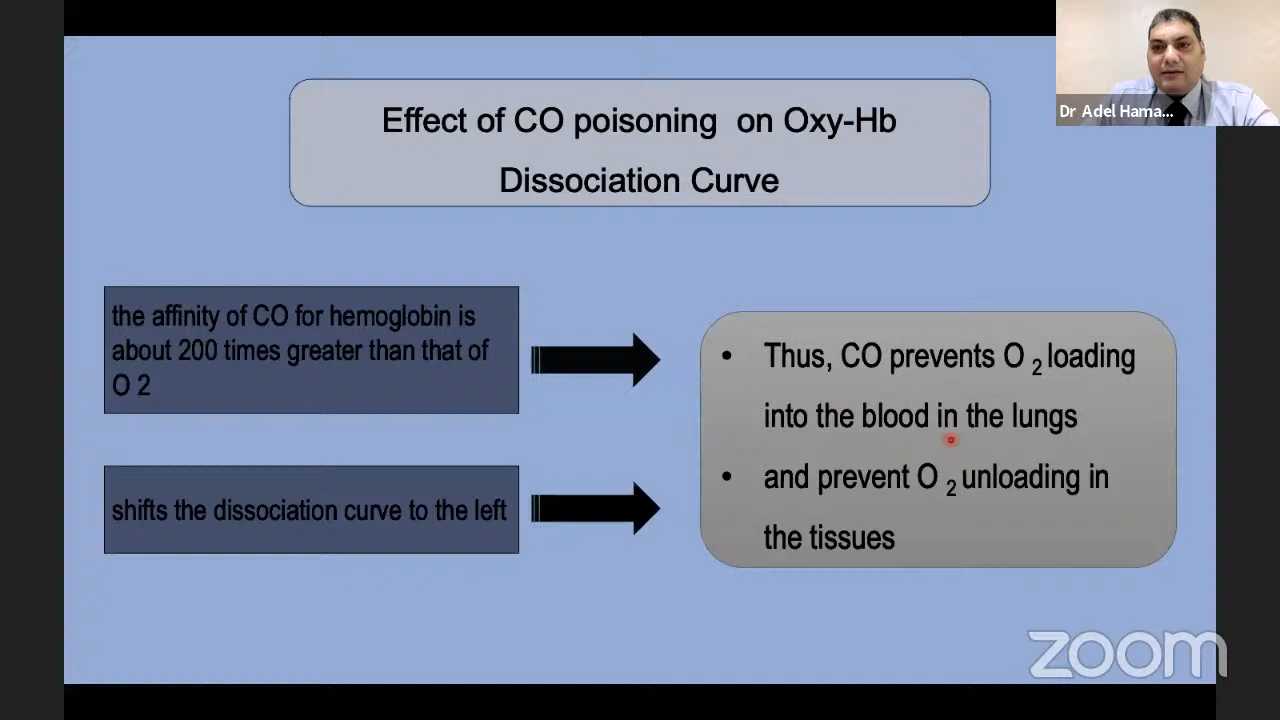 Effect of CO poisoning on Oxy-Hb
Dissociation Curve
Dr Adel Hama...
the affinity of CO for hemoglobin is
about 200 times greater than that of
O 2
shifts the dissociation curve to the left
• Thus, CO prevents O 2 loading
into the blood in the lungs
• and prevent O 2 unloading in
the tissues
zoom